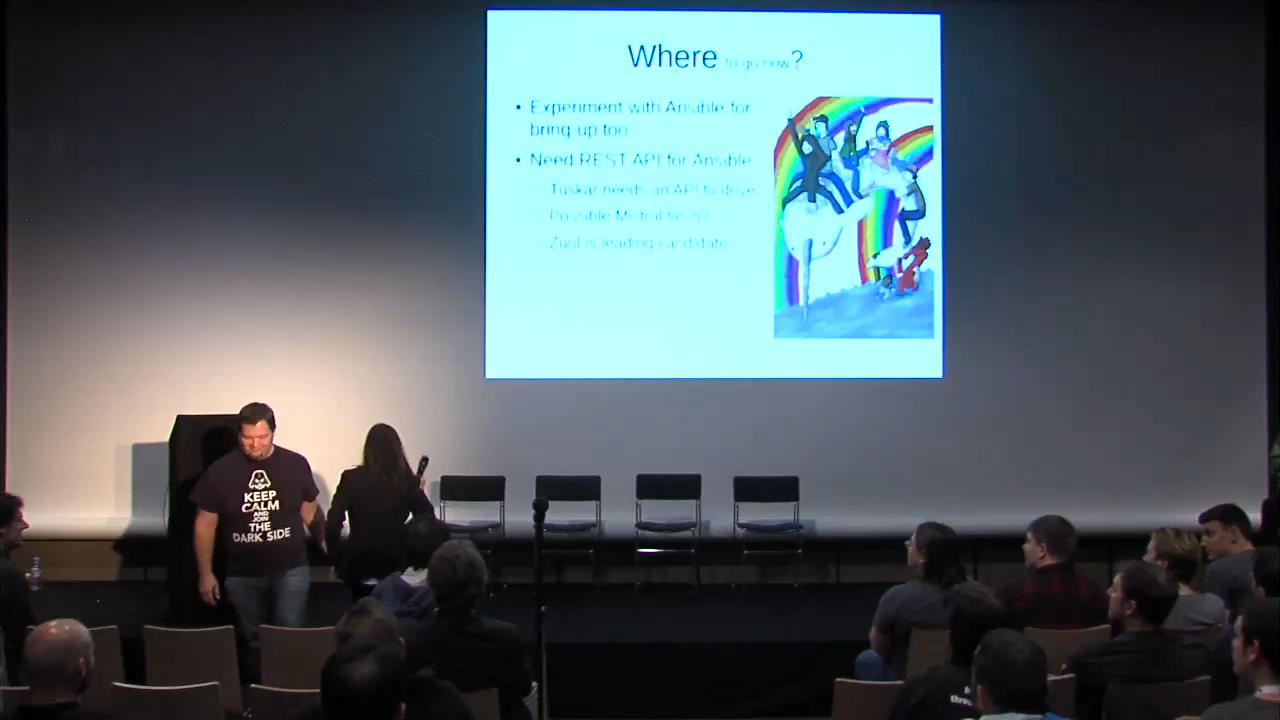 Where to go now?
• Experiment with Ansible for
bring-up too
• Need REST API for Ansible
– Tuskar needs an API to drive
– Possible Mistral tie-in?
– Zuul is leading candidate
KEEP
CALM
AND
JOIN
THE
DARK SIDE